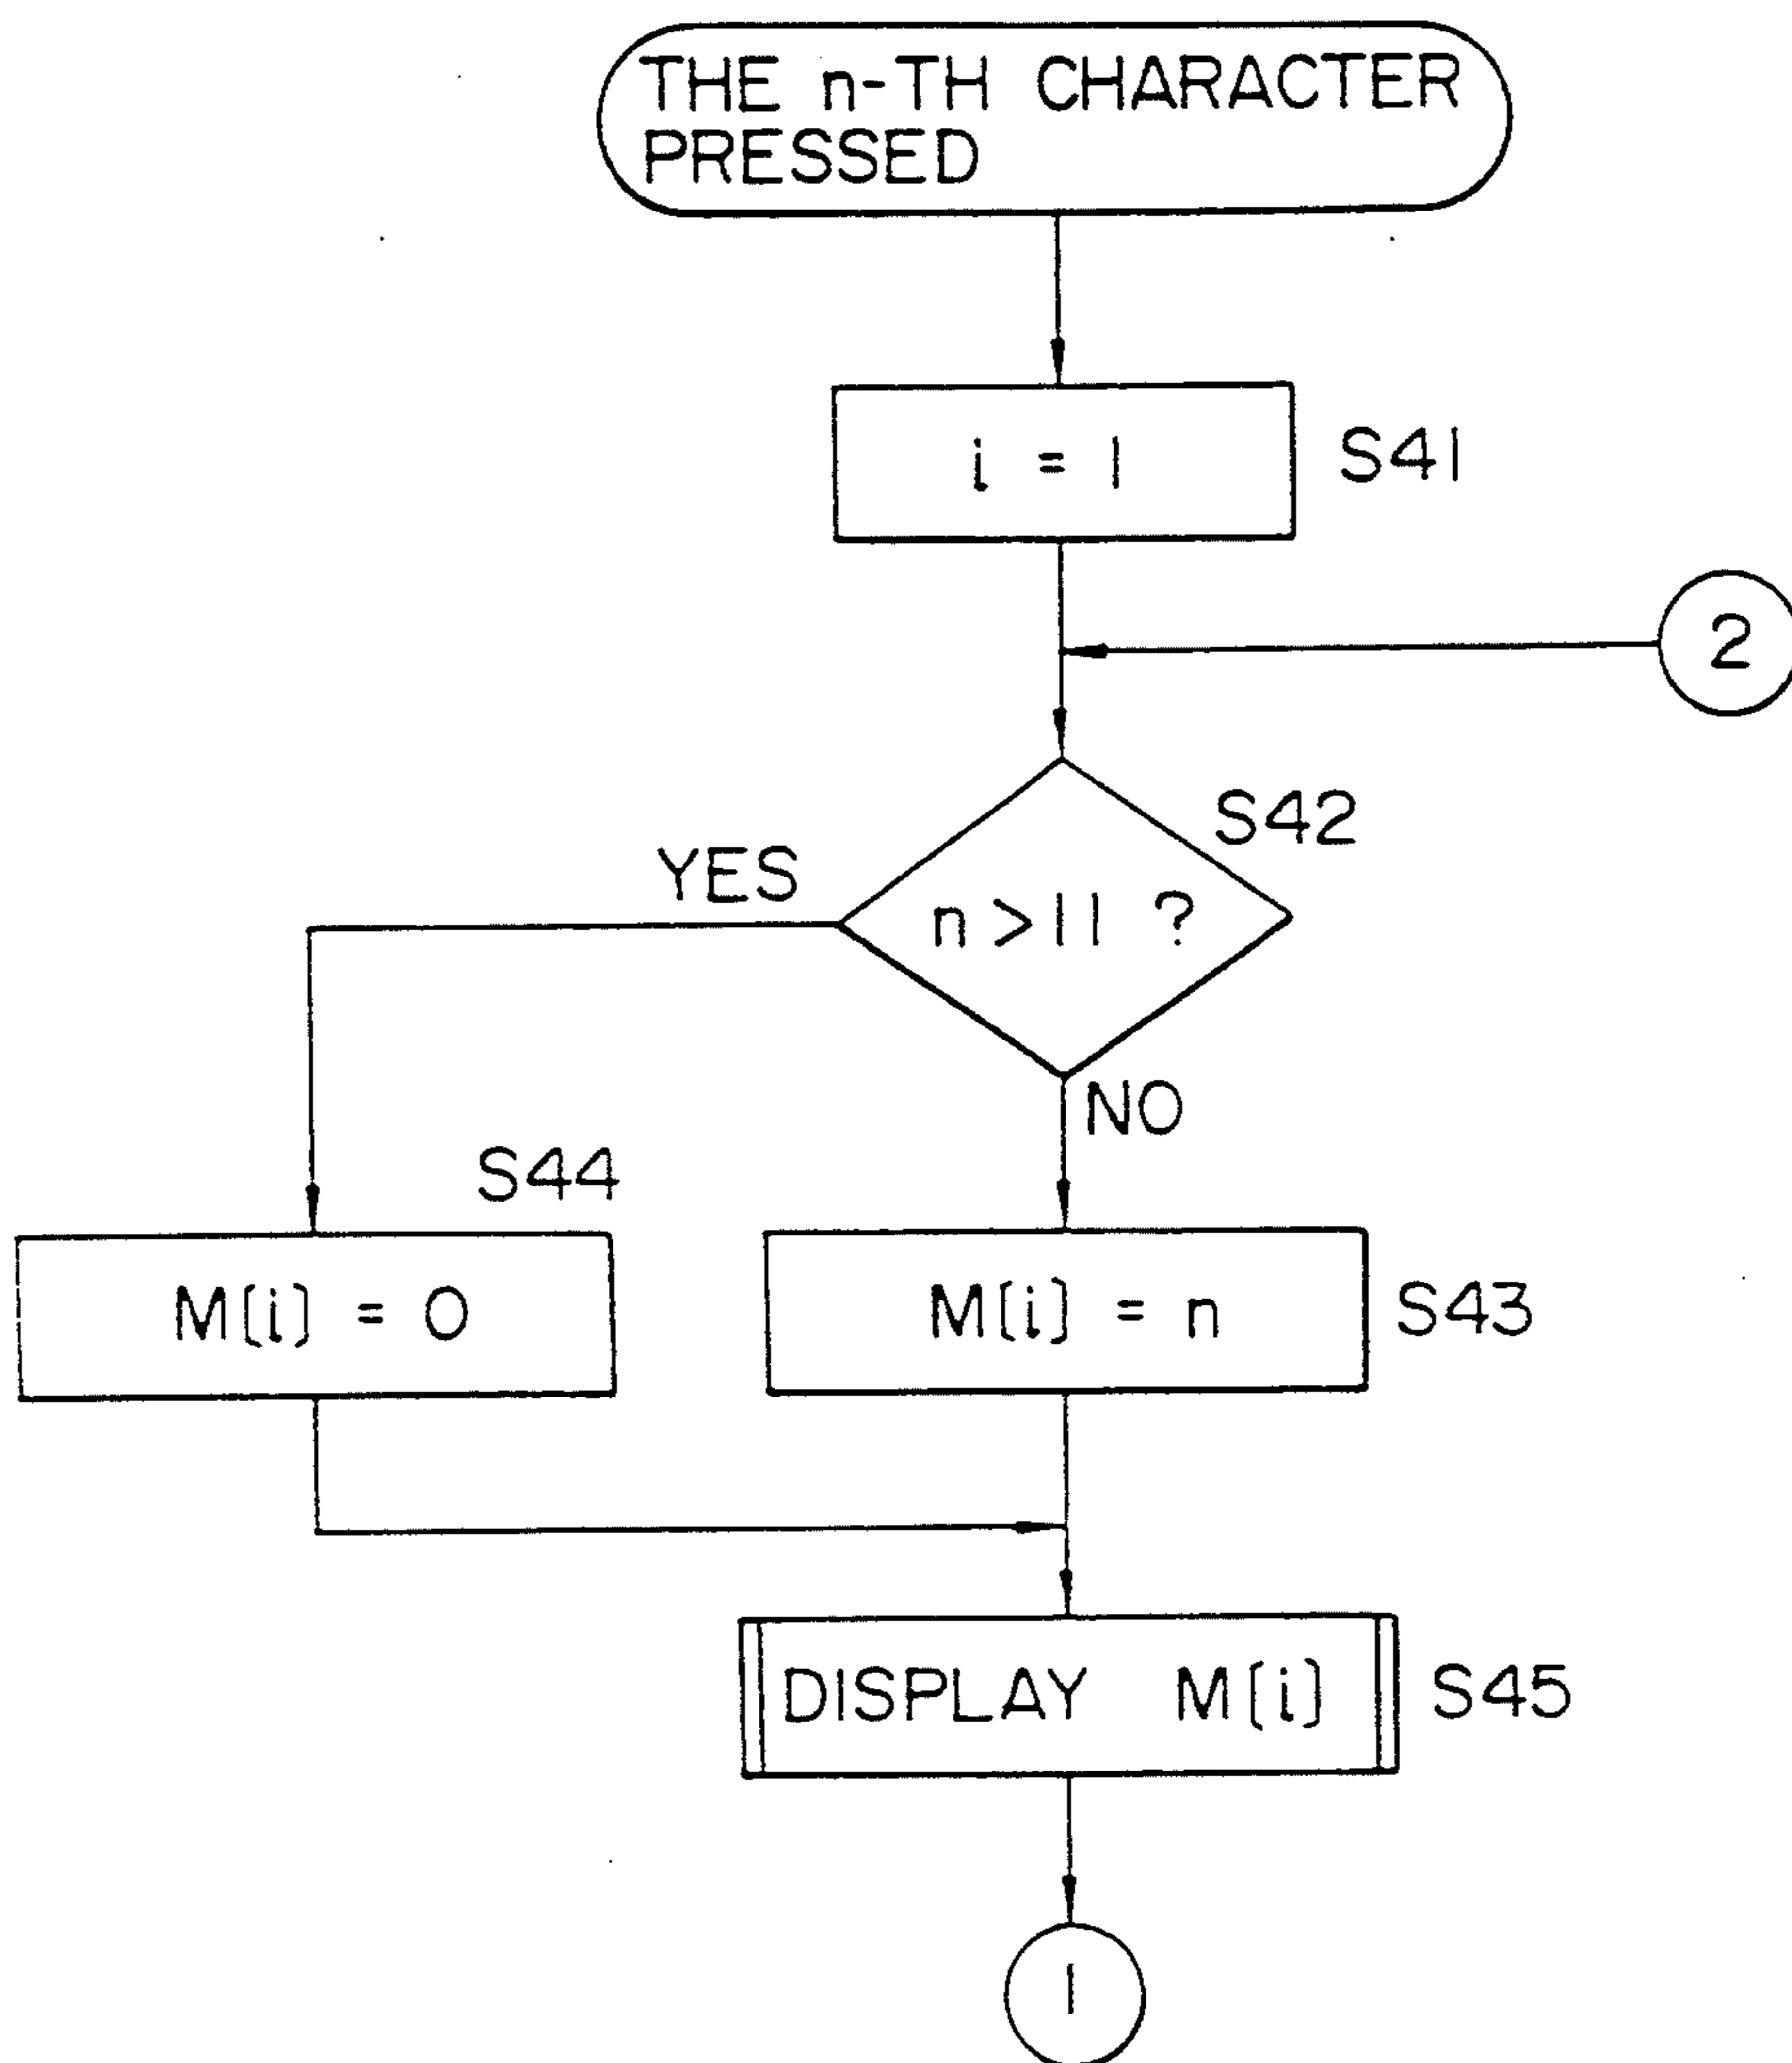 THE n-TH CHARACTER
PRESSED
i = 1
S41
2
S42
YES
n > 11 ?
NO
S44
M[i] = 0
M[i] = n
S43
DISPLAY M[i]
S45
1